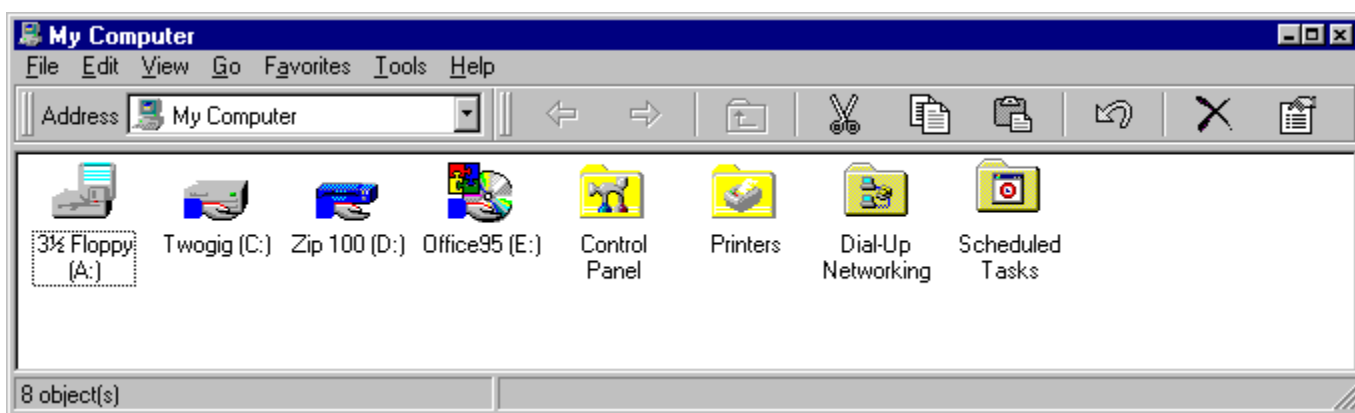 My Computer
File Edit View Go Favorites Tools Help
Address My Computer
3½ Floppy (A:)
Twogig (C:)
Zip 100 (D:)
Office95 (E:)
Control Panel
Printers
Dial-Up Networking
Scheduled Tasks
8 object(s)